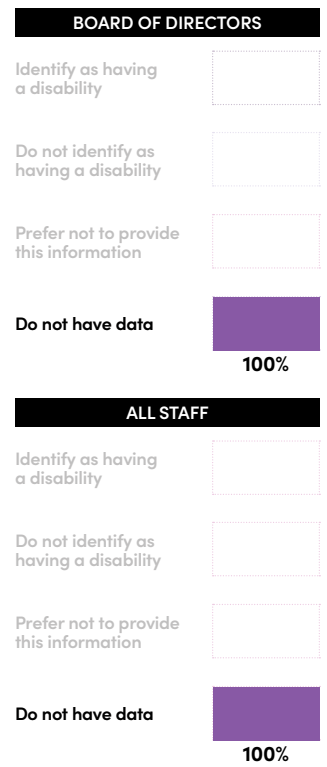 BOARD OF DIRECTORS
Identify as having
a disability
Do not identify as
having a disability
Prefer not to provide
this information
Do not have data
100%
ALL STAFF
Identify as having
a disability
Do not identify as
having a disability
Prefer not to provide
this information
Do not have data
100%